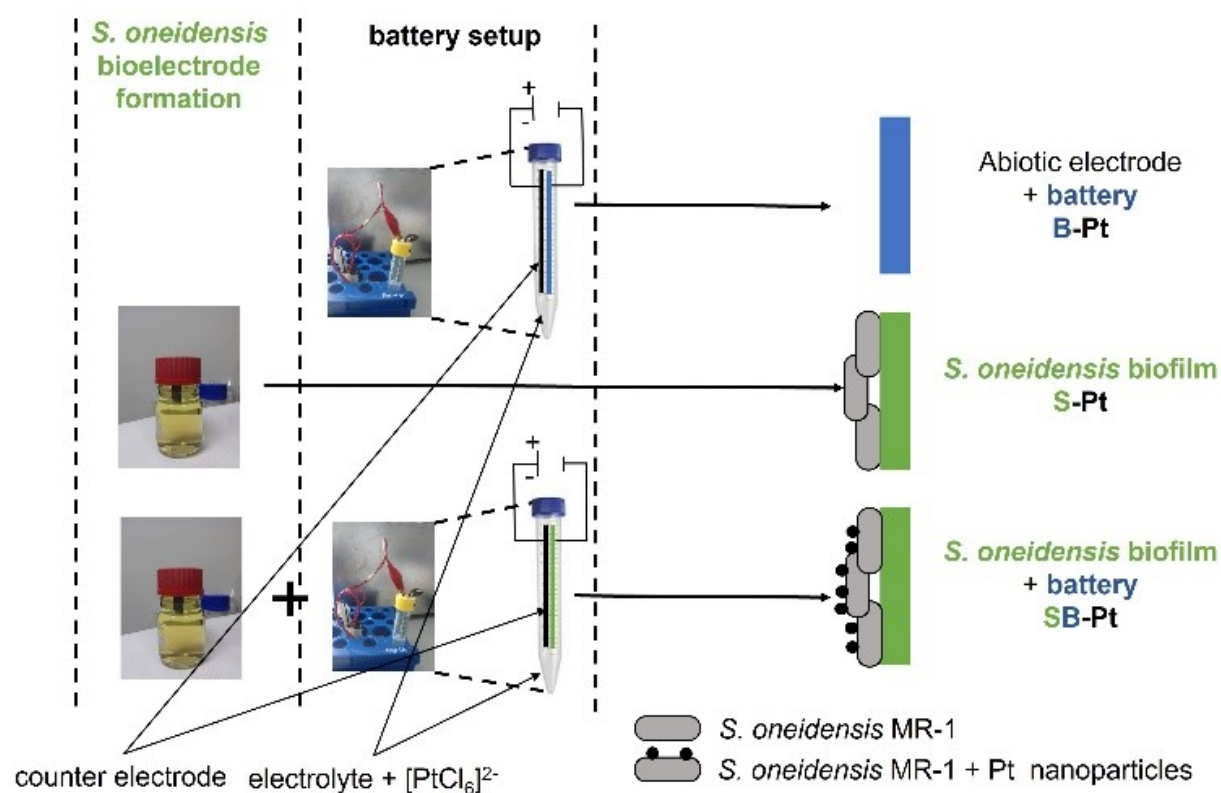 S. oneidensis
bioelectrode
formation
battery setup
+
-
Abiotic electrode
+ battery
B-Pt
S. oneidensis biofilm
S-Pt
+
-
+
S. oneidensis biofilm
+ battery
SB-Pt
S. oneidensis MR-1
S. oneidensis MR-1 + Pt nanoparticles
counter electrode
electrolyte + [PtCl₆]²⁻